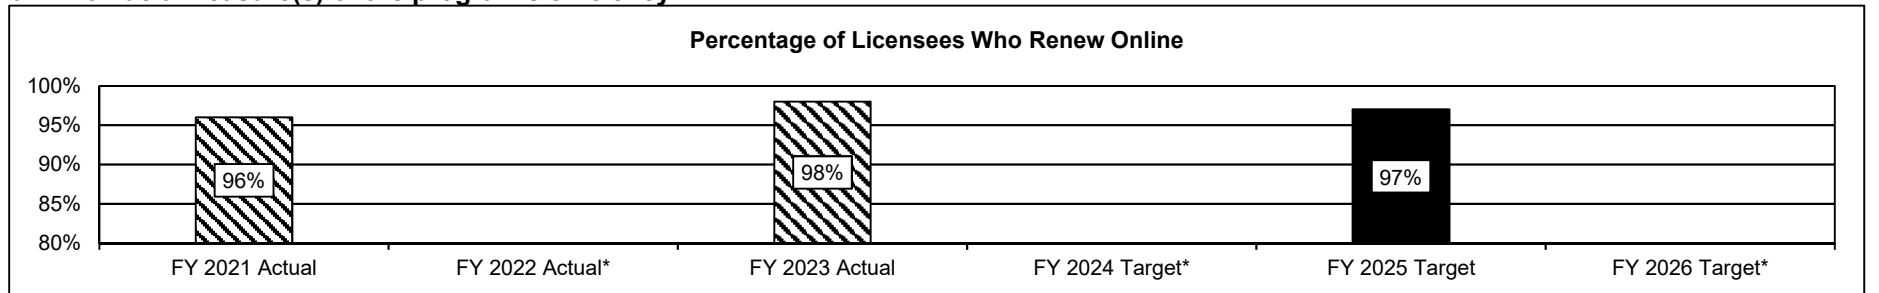 Percentage of Licensees Who Renew Online
100%
95%
90%
85%
80%
96%
98%
97%
FY 2021 Actual
FY 2022 Actual*
FY 2023 Actual
FY 2024 Target*
FY 2025 Target
FY 2026 Target*